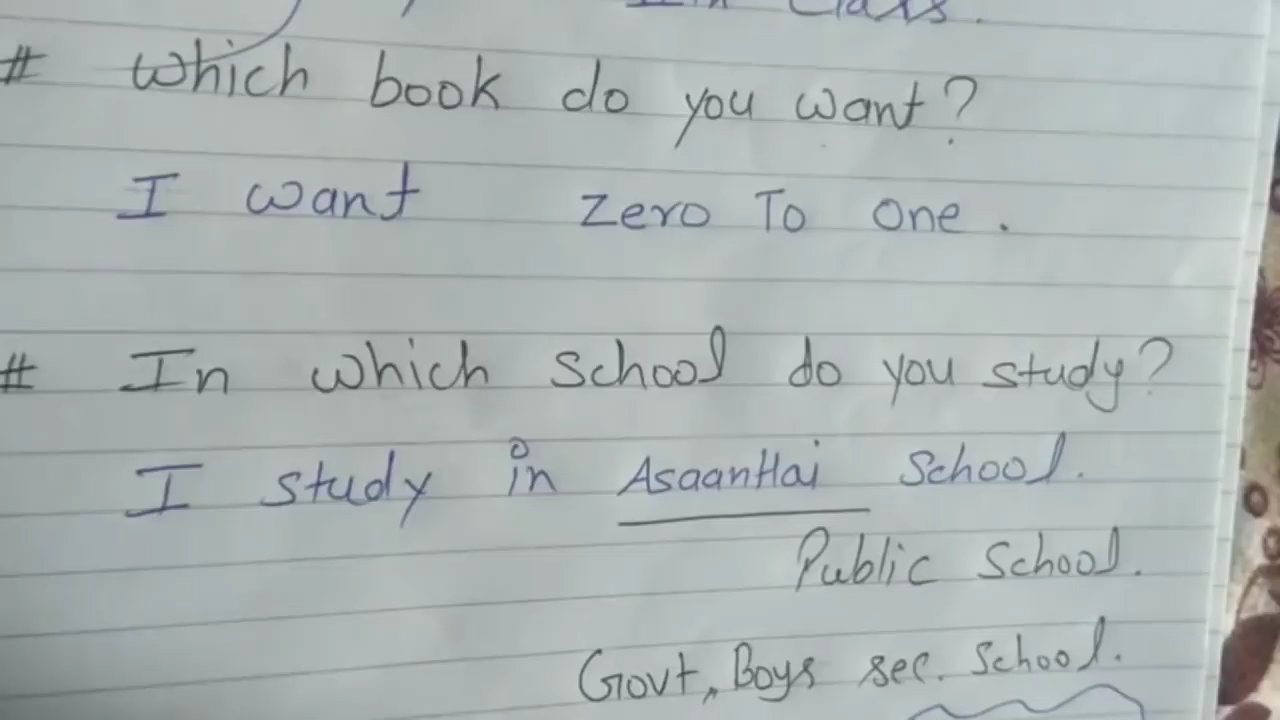 class.
# Which book do you want?
I want Zero To One.
# In which school do you study?
I study in AsaanHai School.
Public School.
Govt, Boys sec. School.